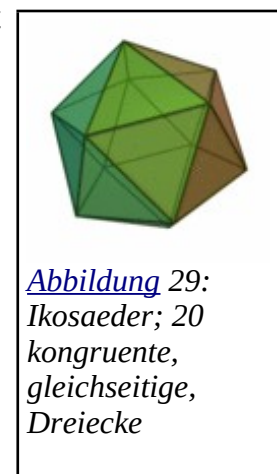 Abbildung 29:
Ikosaeder; 20
kongruente,
gleichseitige,
Dreiecke